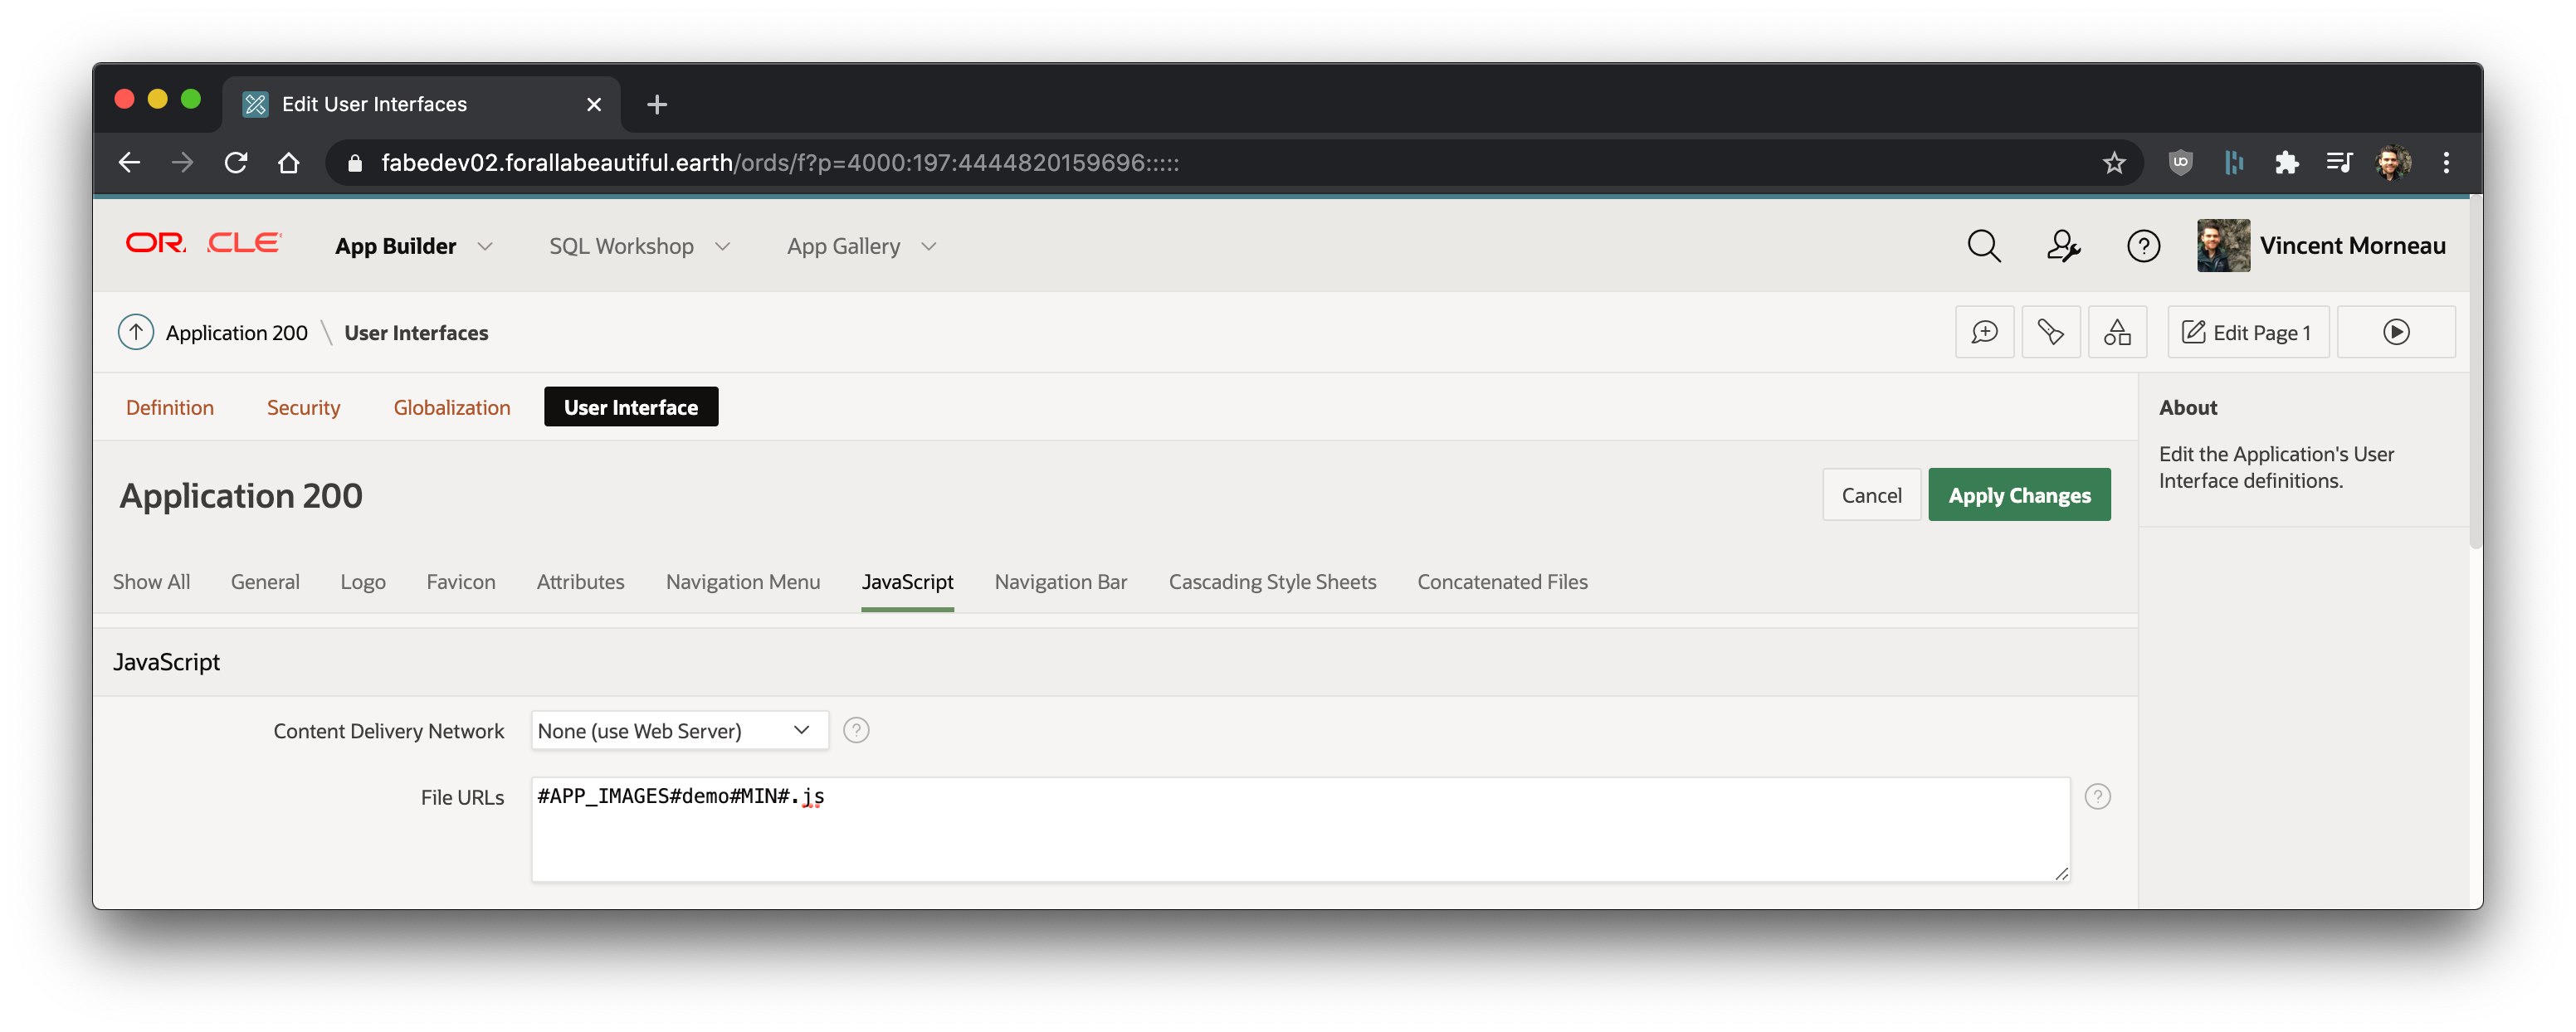 Edit User Interfaces
fabedev02.forallabeautiful.earth/ords/f?p=4000:197:4444820159696:::::
OR CLE App Builder SQL Workshop App Gallery Vincent Morneau
Application 200 \ User Interfaces Edit Page 1
Definition Security Globalization User Interface
About
Edit the Application's User
Interface definitions.
Application 200 Cancel Apply Changes
Show All General Logo Favicon Attributes Navigation Menu JavaScript Navigation Bar Cascading Style Sheets Concatenated Files
JavaScript
Content Delivery Network None (use Web Server) ?
File URLs #APP_IMAGES#demo#MIN#.js ?